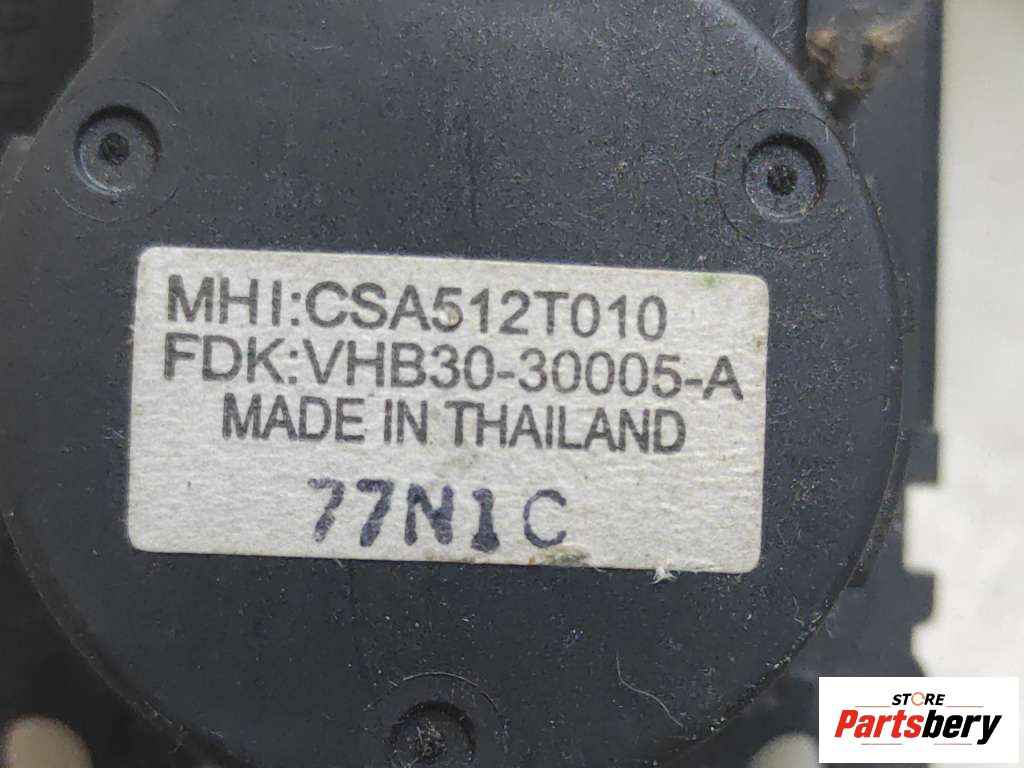 MHI:CSA512T010
FDK:VHB30-30005-A
MADE IN THAILAND
77N1C
STORE
Partsbery